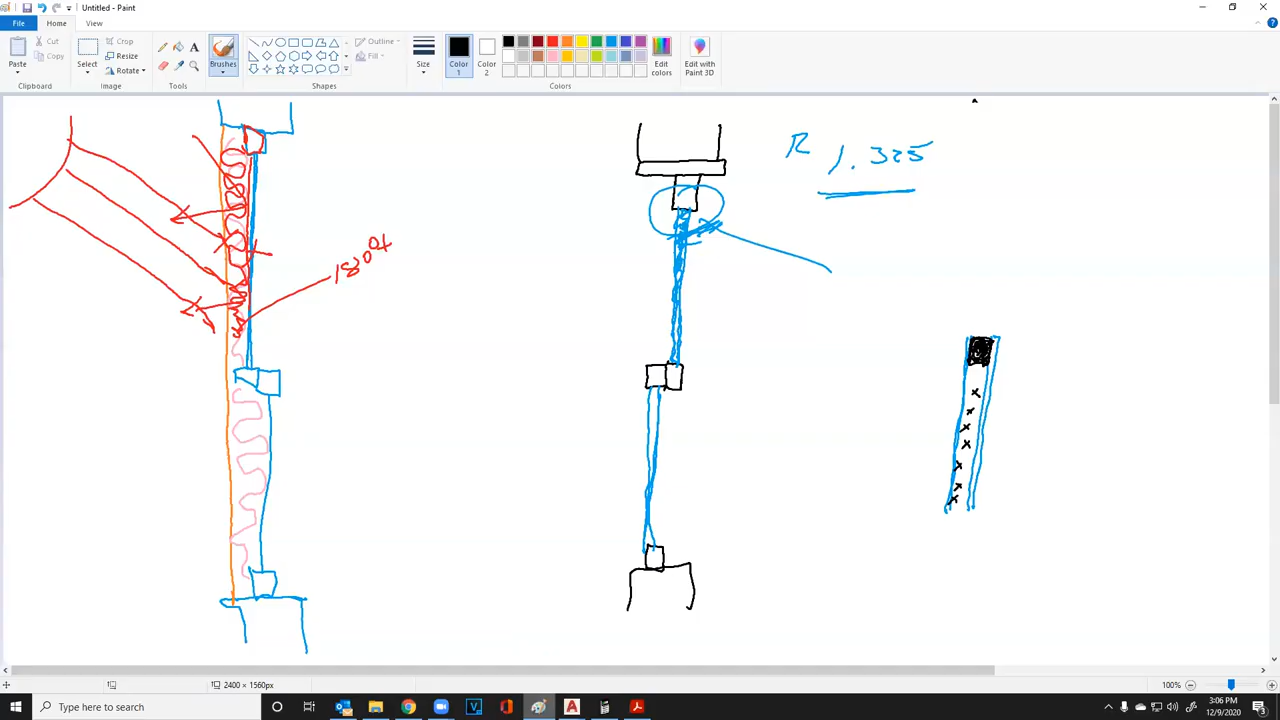 Untitled - Paint
File
Home
View
Paste
Cut
Copy
Clipboard
Select
Crop
Resize
Rotate
Image
A
Tools
Brushes
Outline
Fill
Shapes
Size
Color 1
Color 2
Edit colors
Edit with Paint 3D
Colors
R 1.325
180°f
2400 × 1560px
100%
Type here to search
3:06 PM
12/9/2020